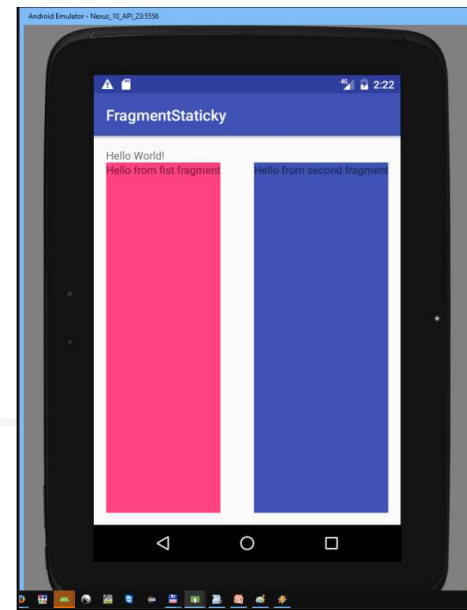 Android Emulator - Nexus_10_API_23:5556
4G 2:22
FragmentStaticky
Hello World!
Hello from fist fragment
Hello from second fragment